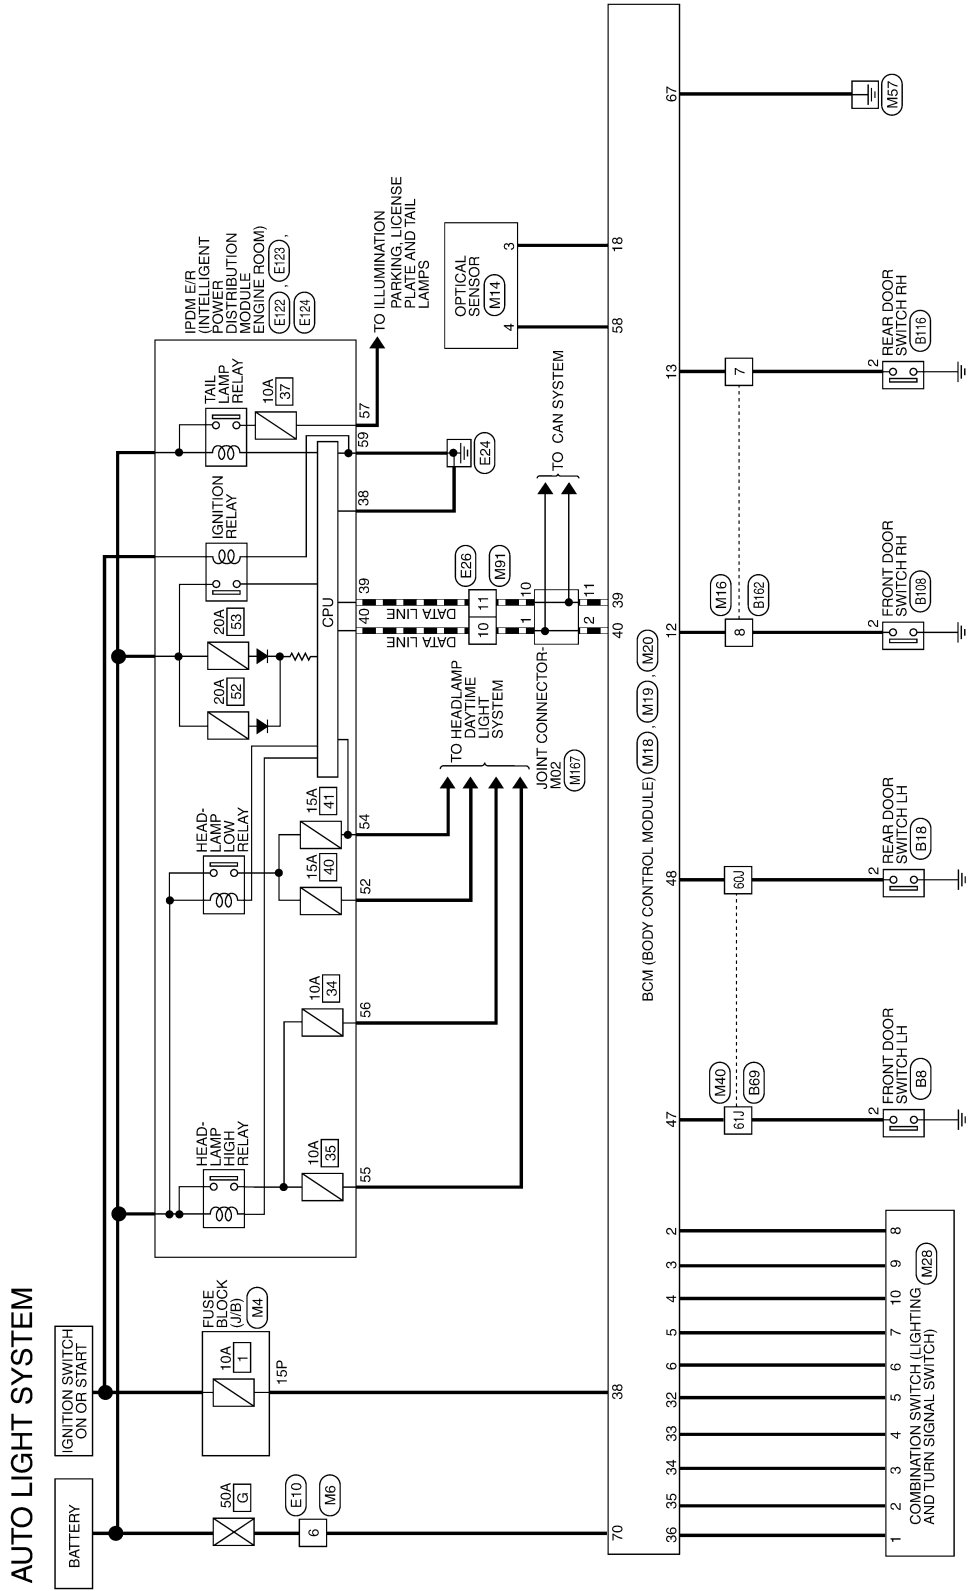 AUTO LIGHT SYSTEM
BATTERY
IGNITION SWITCH
ON OR START
50A
G
E10
6
M6
70
FUSE
BLOCK
(J/B)
M4
10A
1
15P
38
IPDM E/R
(INTELLIGENT
POWER
DISTRIBUTION
MODULE
ENGINE ROOM)
E122 , E123 ,
E124
HEAD-
LAMP
HIGH
RELAY
10A
35
55
10A
34
56
HEAD-
LAMP
LOW
RELAY
15A
40
52
15A
41
54
20A
52
20A
53
IGNITION
RELAY
TAIL
LAMP
RELAY
10A
37
CPU
40
39
38
59
57
TO ILLUMINATION
PARKING, LICENSE
PLATE AND TAIL
LAMPS
E24
DATA LINE
DATA LINE
10
11
E26
M91
1
10
2
11
40
39
TO HEADLAMP
DAYTIME
LIGHT
SYSTEM
JOINT CONNECTOR-
M02
M167
TO CAN SYSTEM
OPTICAL
SENSOR
M14
4
3
58
18
BCM (BODY CONTROL MODULE) M18 , M19 , M20
36
35
34
33
32
6
5
4
3
2
47
48
12
13
67
1
2
3
4
5
6
7
10
9
8
COMBINATION SWITCH (LIGHTING
AND TURN SIGNAL SWITCH)
M28
61J
M40
B69
60J
8
M16
B162
7
2
FRONT DOOR
SWITCH LH
B8
2
REAR DOOR
SWITCH LH
B18
2
FRONT DOOR
SWITCH RH
B108
2
REAR DOOR
SWITCH RH
B116
M57